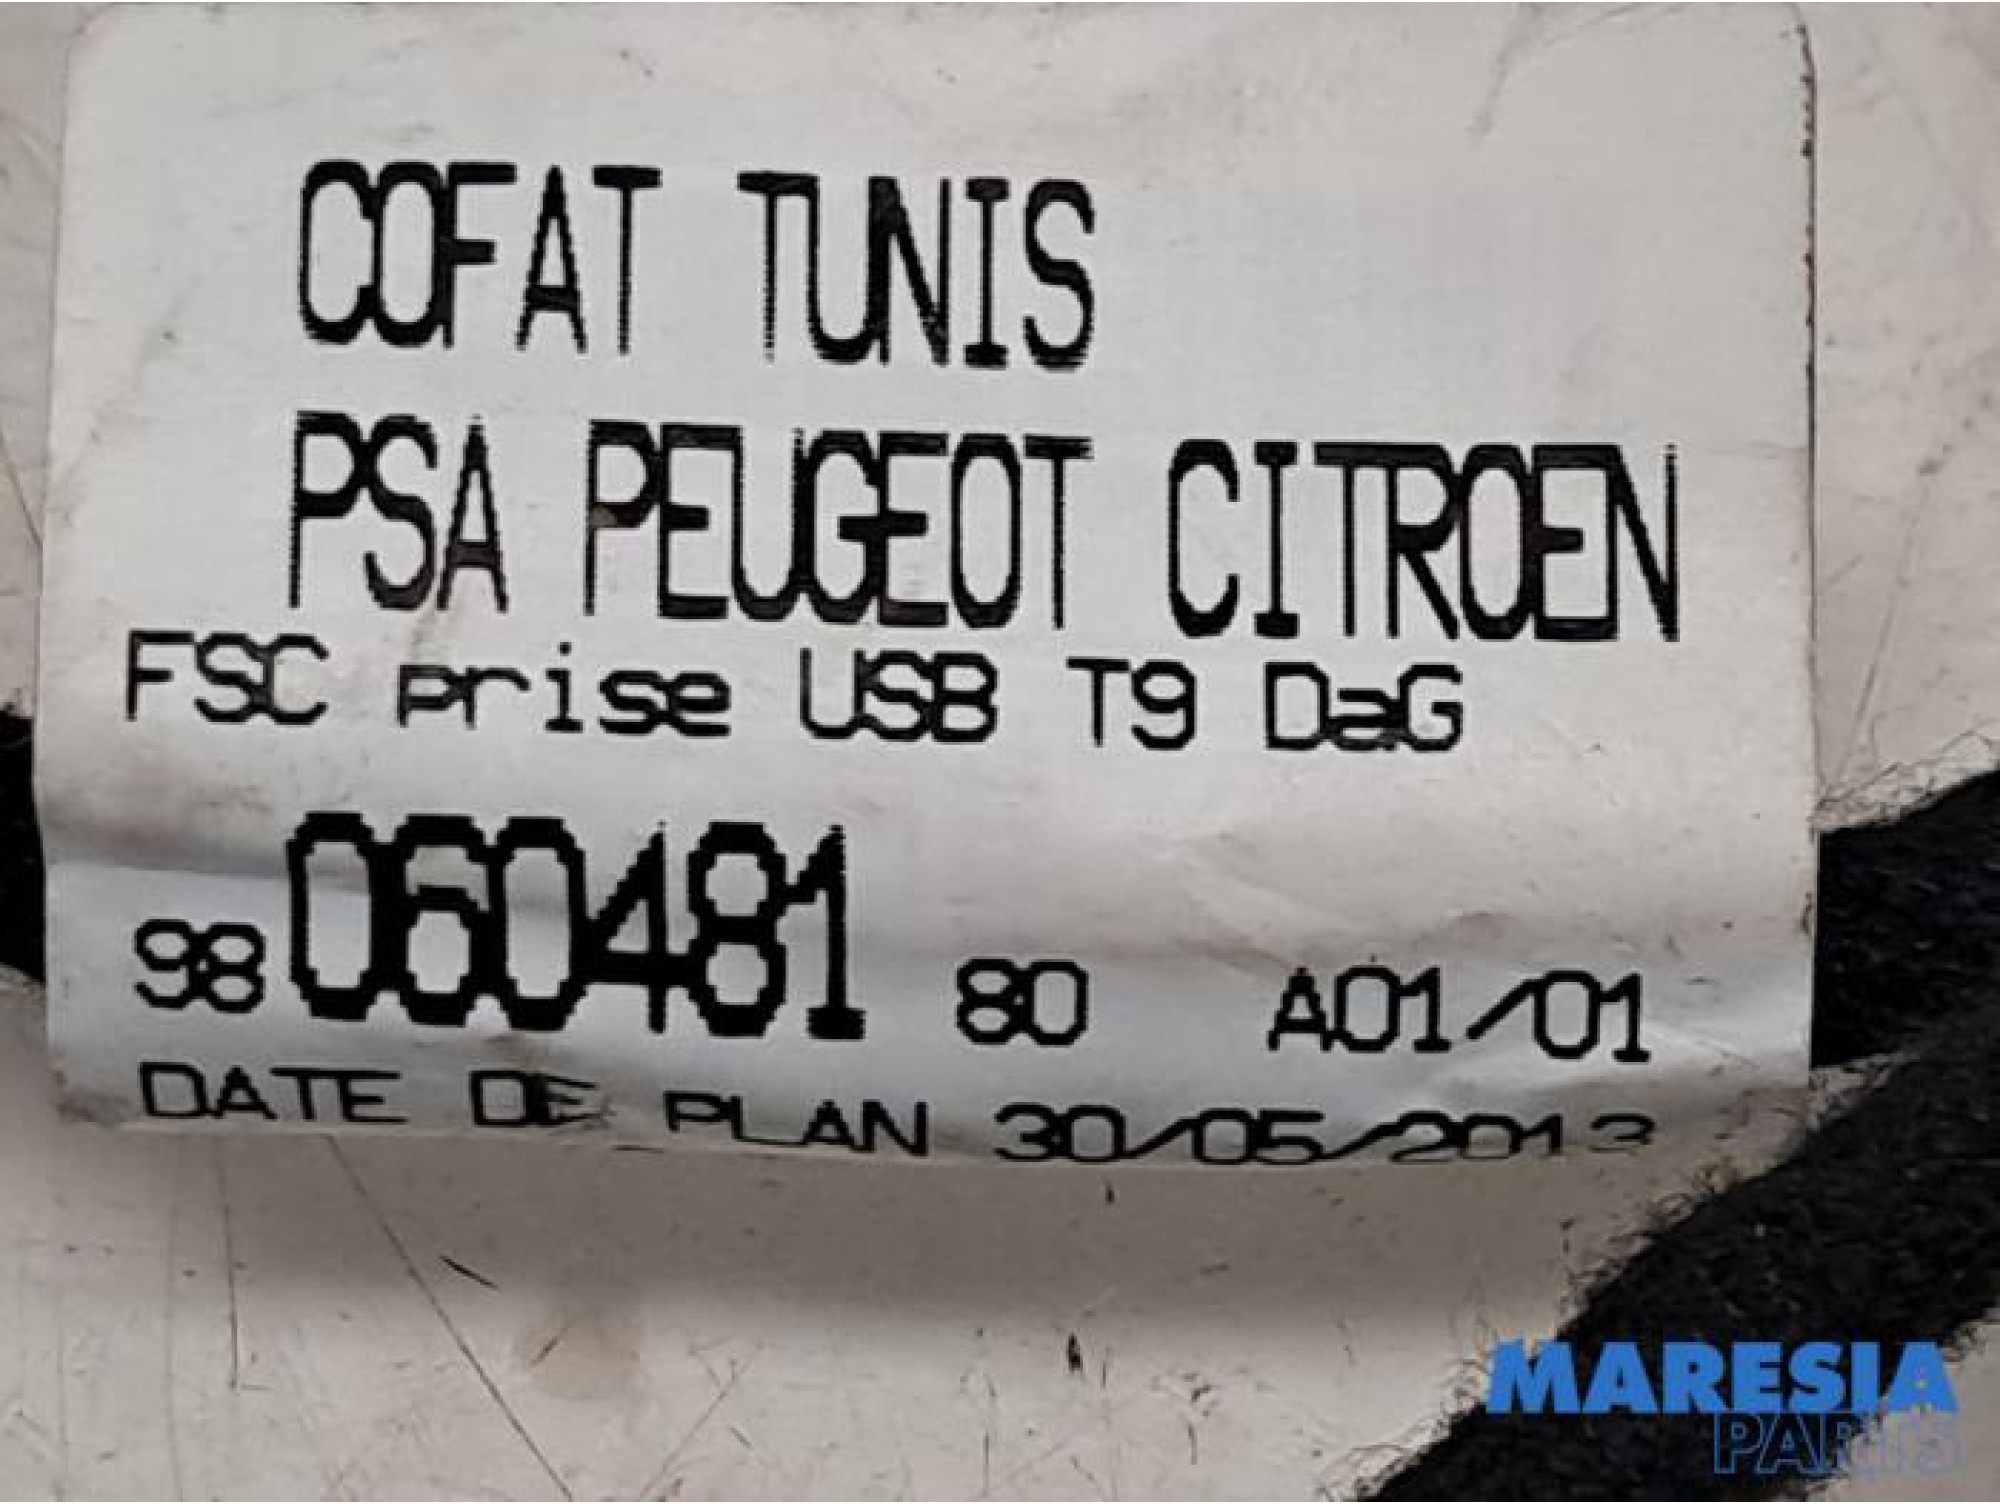 COFAT TUNIS
PSA PEUGEOT CITROEN
FSC prise USB T9 DaG
98 060481 80 A01/01
DATE DE PLAN 30/05/2013
MARESIA
PARTS